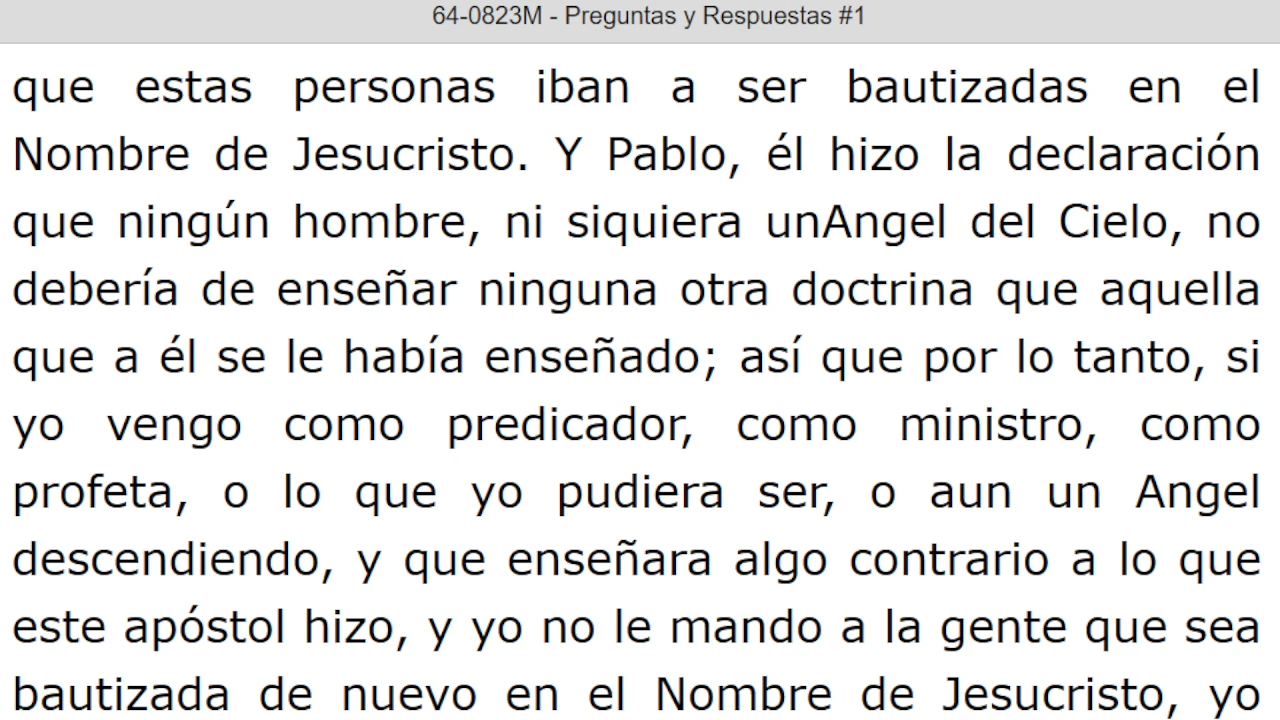 64-0823M - Preguntas y Respuestas #1
que estas personas iban a ser bautizadas en el
Nombre de Jesucristo. Y Pablo, él hizo la declaración
que ningún hombre, ni siquiera unAngel del Cielo, no
debería de enseñar ninguna otra doctrina que aquella
que a él se le había enseñado; así que por lo tanto, si
yo vengo como predicador, como ministro, como
profeta, o lo que yo pudiera ser, o aun un Angel
descendiendo, y que enseñara algo contrario a lo que
este apóstol hizo, y yo no le mando a la gente que sea
bautizada de nuevo en el Nombre de Jesucristo, yo